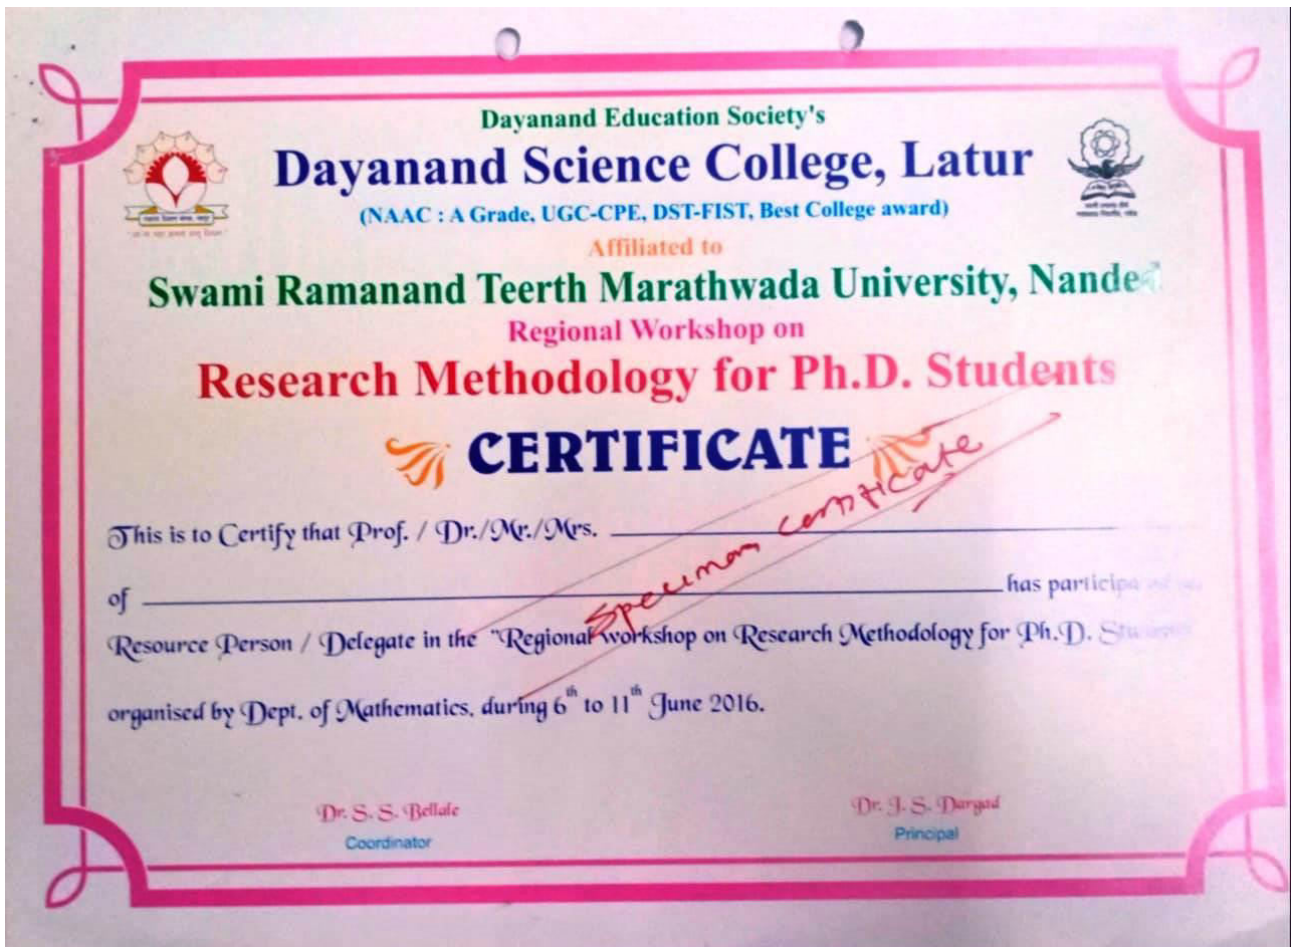 Dayanand Education Society's
Dayanand Science College, Latur
(NAAC : A Grade, UGC-CPE, DST-FIST, Best College award)
Affiliated to
Swami Ramanand Teerth Marathwada University, Nanded
Regional Workshop on
Research Methodology for Ph.D. Students
CERTIFICATE
Specimen certificate
This is to Certify that Prof. / Dr./Mr./Mrs.
of has participated
Resource Person / Delegate in the "Regional workshop on Research Methodology for Ph.D. Students
organised by Dept. of Mathematics, during 6th to 11th June 2016.
Dr. S. S. Bellale
Coordinator
Dr. J. S. Dargad
Principal